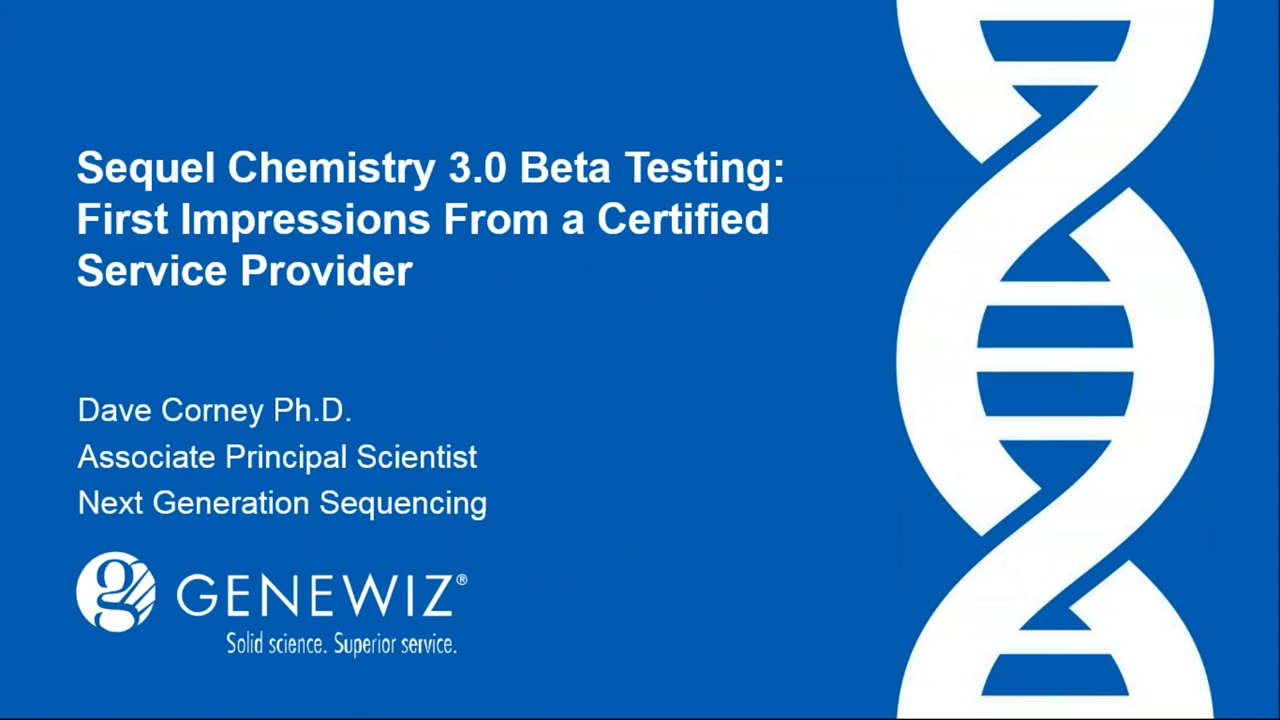 Sequel Chemistry 3.0 Beta Testing:
First Impressions From a Certified
Service Provider
Dave Corney Ph.D.
Associate Principal Scientist
Next Generation Sequencing
g GENEWIZ®
Solid science. Superior service.